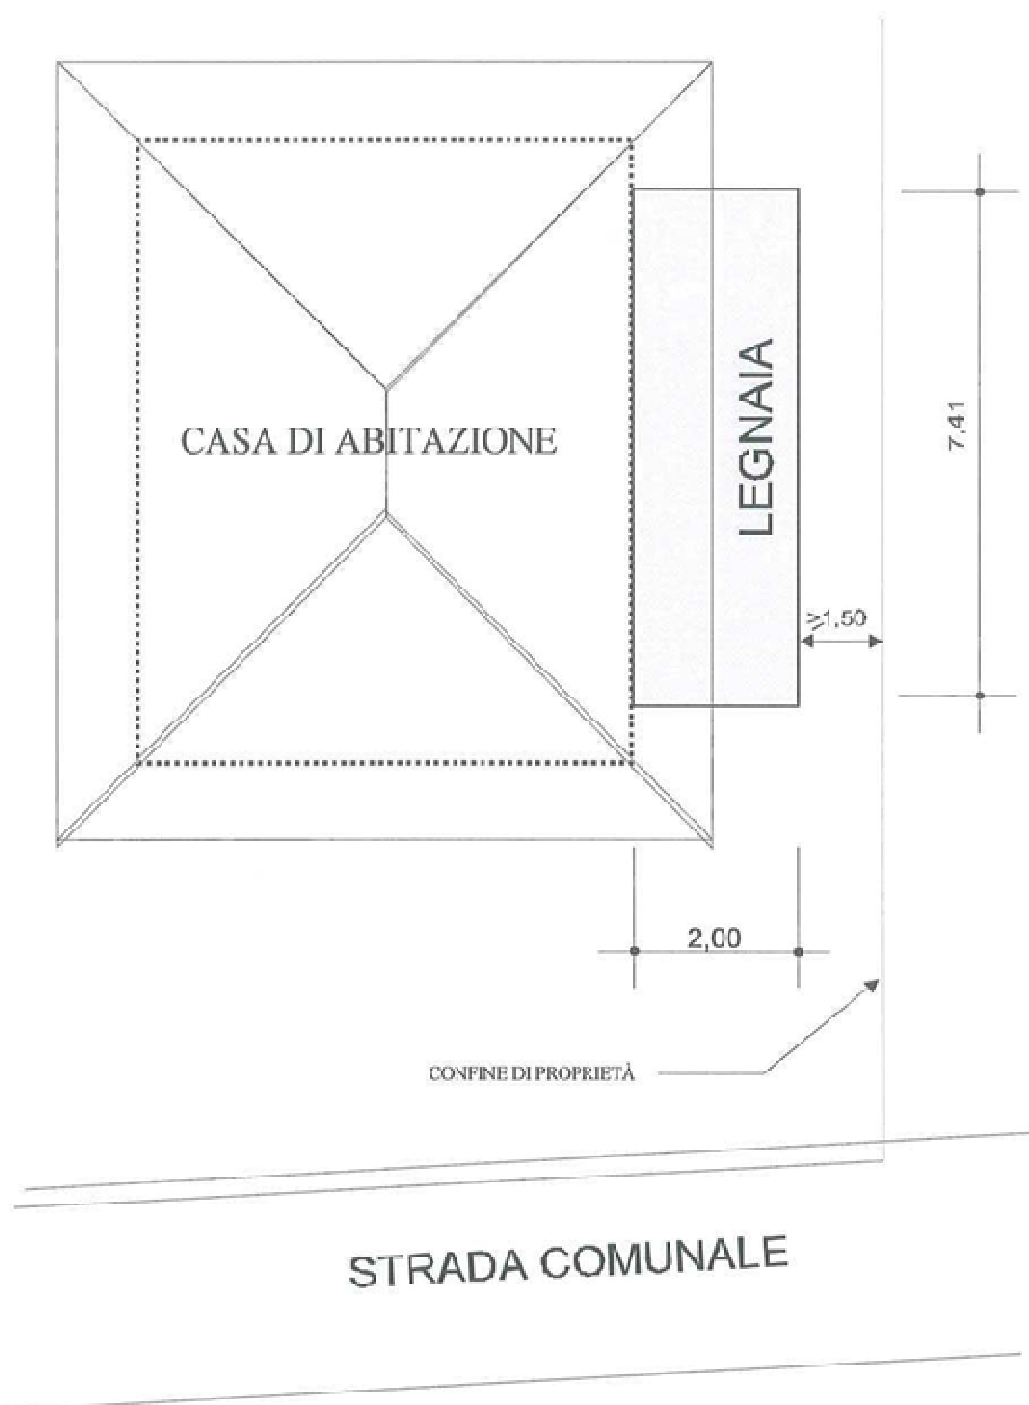 CASA DI ABITAZIONE
LEGNAIA
7,41
≥1,50
2,00
CONFINE DI PROPRIETÀ
STRADA COMUNALE